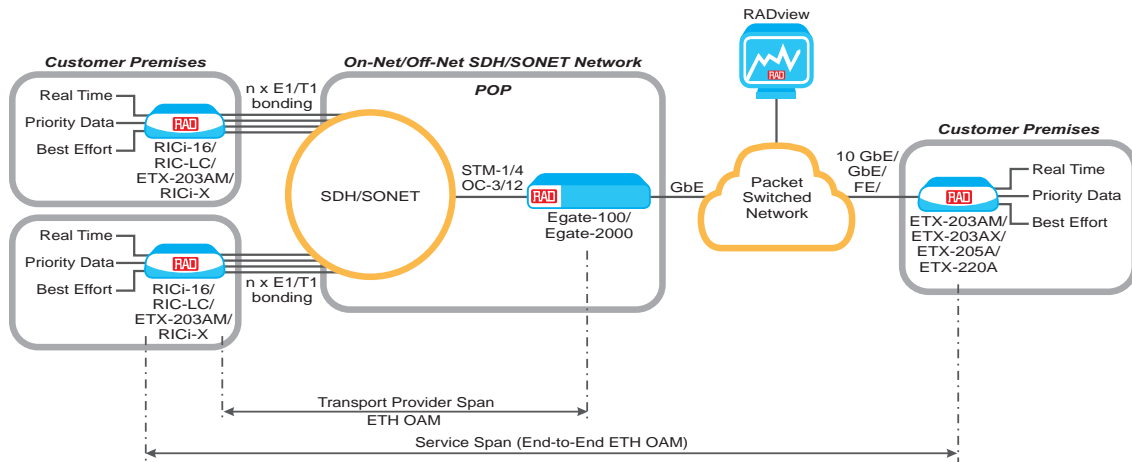 RADview
RAD
Customer Premises
Real Time
Priority Data
Best Effort
RAD
RICi-16/
RIC-LC/
ETX-203AM/
RICi-X
n x E1/T1
bonding
On-Net/Off-Net SDH/SONET Network
POP
SDH/SONET
STM-1/4
OC-3/12
RAD
Egate-100/
Egate-2000
GbE
Packet
Switched
Network
10 GbE/
GbE/
FE/
Customer Premises
RAD
Real Time
Priority Data
Best Effort
ETX-203AM/
ETX-203AX/
ETX-205A/
ETX-220A
Real Time
Priority Data
Best Effort
RAD
RICi-16/
RIC-LC/
ETX-203AM/
RICi-X
n x E1/T1
bonding
Transport Provider Span
ETH OAM
Service Span (End-to-End ETH OAM)